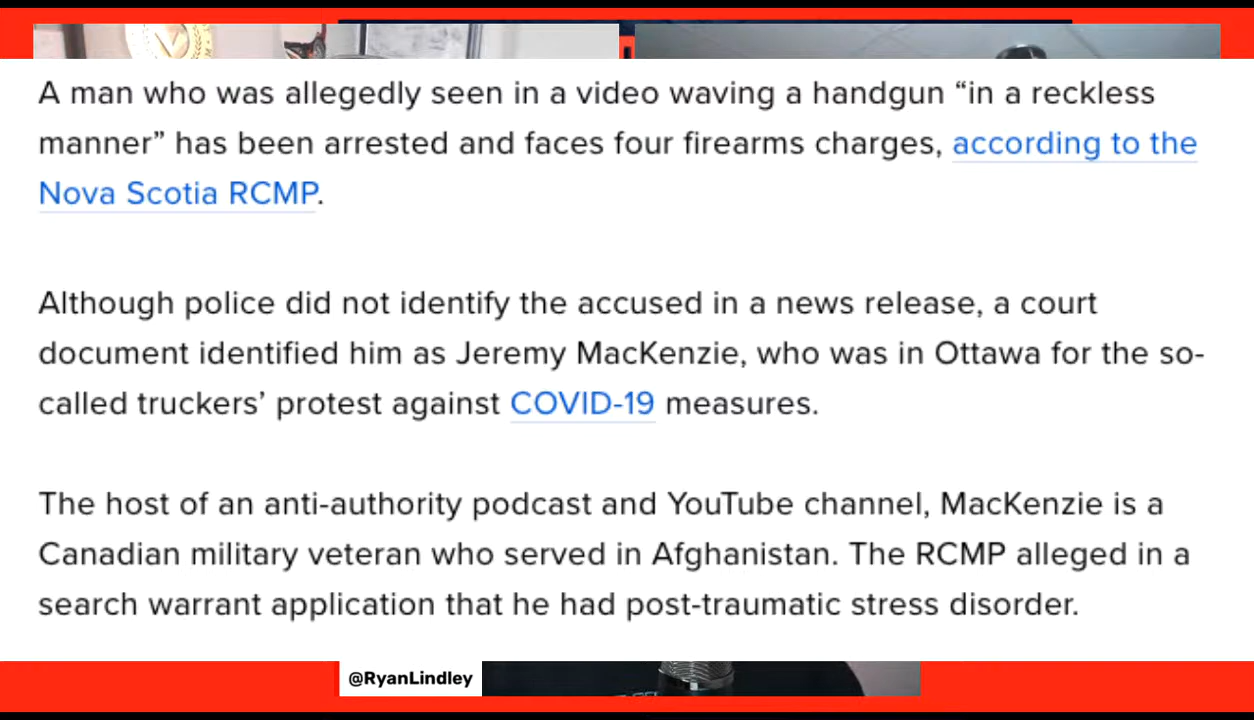 A man who was allegedly seen in a video waving a handgun “in a reckless
manner” has been arrested and faces four firearms charges, according to the
Nova Scotia RCMP.
Although police did not identify the accused in a news release, a court
document identified him as Jeremy MacKenzie, who was in Ottawa for the so-
called truckers’ protest against COVID-19 measures.
The host of an anti-authority podcast and YouTube channel, MacKenzie is a
Canadian military veteran who served in Afghanistan. The RCMP alleged in a
search warrant application that he had post-traumatic stress disorder.
@RyanLindley